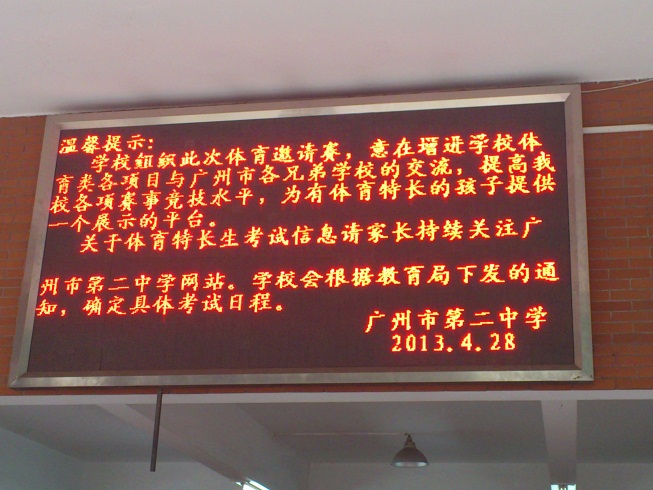 温馨提示:
学校组织此次体育邀请赛，意在增进学校体
育类各项目与广州市各兄弟学校的交流，提高我
校各项赛事竞技水平，为有体育特长的孩子提供
一个展示的平台。
关于体育特长生考试信息请家长持续关注广
州市第二中学网站。学校会根据教育局下发的通
知，确定具体考试日程。
广州市第二中学
2013.4.28